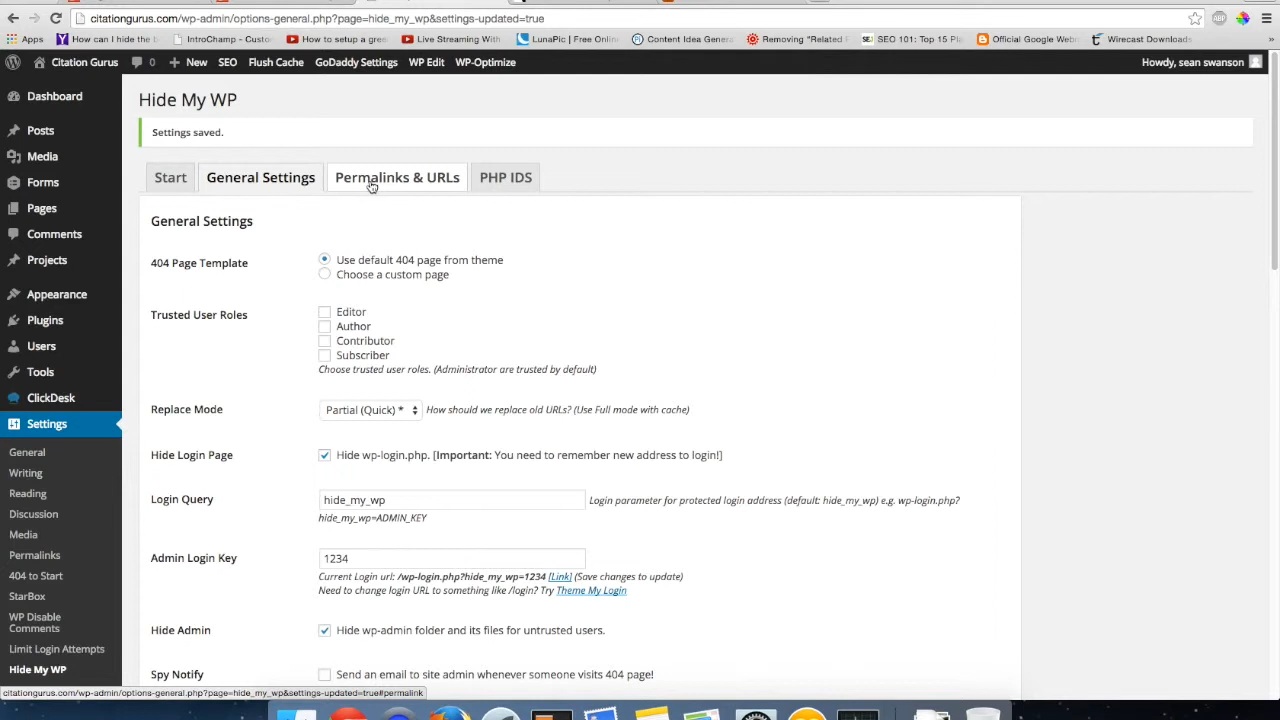 citationgurus.com/wp-admin/options-general.php?page=hide_my_wp&settings-updated=true
Apps How can I hide the b IntroChamp - Custo How to setup a gree Live Streaming With LunaPic | Free Onlin Content Idea Genera Removing "Related E SEO 101: Top 15 Pla Official Google Webm Wirecast Downloads
Citation Gurus 0 + New SEO Flush Cache GoDaddy Settings WP Edit WP-Optimize Howdy, sean swanson
Dashboard
Posts
Media
Forms
Pages
Comments
Projects
Appearance
Plugins
Users
Tools
ClickDesk
Settings
General
Writing
Reading
Discussion
Media
Permalinks
404 to Start
StarBox
WP Disable
Comments
Limit Login Attempts
Hide My WP
Hide My WP
Settings saved.
Start General Settings Permalinks & URLs PHP IDS
General Settings
404 Page Template Use default 404 page from theme
Choose a custom page
Trusted User Roles Editor
Author
Contributor
Subscriber
Choose trusted user roles. (Administrator are trusted by default)
Replace Mode Partial (Quick) * How should we replace old URLs? (Use Full mode with cache)
Hide Login Page Hide wp-login.php. [Important: You need to remember new address to login!]
Login Query hide_my_wp Login parameter for protected login address (default: hide_my_wp) e.g. wp-login.php?
hide_my_wp=ADMIN_KEY
Admin Login Key 1234
Current Login url: /wp-login.php?hide_my_wp=1234 [Link] (Save changes to update)
Need to change login URL to something like /login? Try Theme My Login
Hide Admin Hide wp-admin folder and its files for untrusted users.
Spy Notify Send an email to site admin whenever someone visits 404 page!
citationgurus.com/wp-admin/options-general.php?page=hide_my_wp&settings-updated=true#permalink